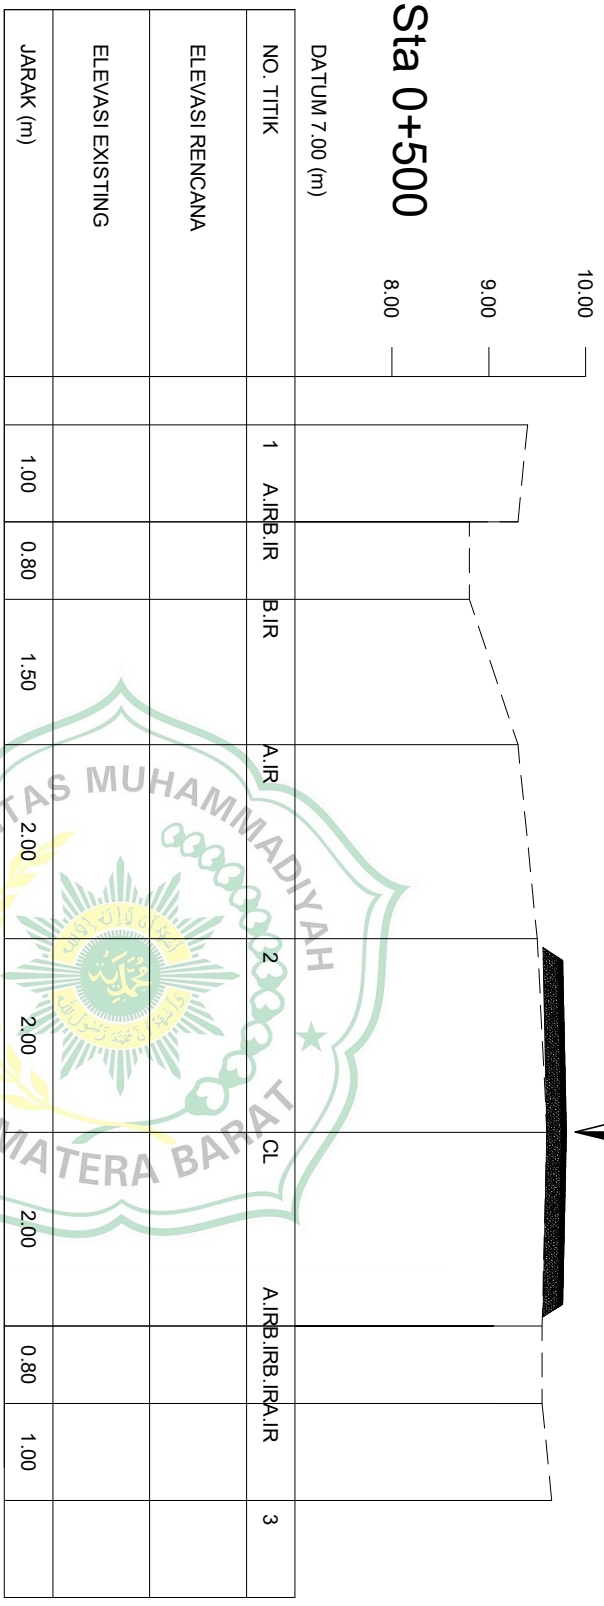 Sta 0+500
10.00
9.00
8.00
DATUM 7.00 (m)
NO. TITIK 1 A.IRB.IR B.IR A.IR 2 CL A.IRB.IRB.IRA.IR 3
ELEVASI RENCANA
ELEVASI EXISTING
JARAK (m) 1.00 0.80 1.50 2.00 2.00 2.00 0.80 1.00
TAS MUHAMMADIYAH
MATERA BARAT